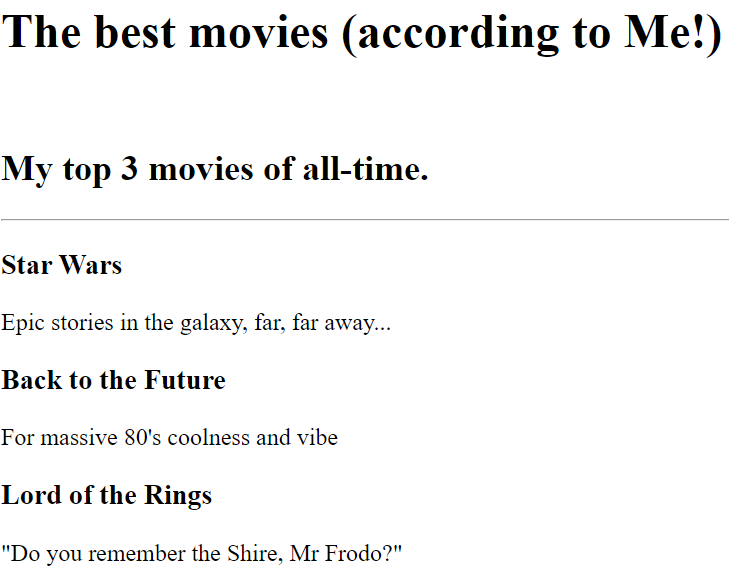 The best movies (according to Me!)
My top 3 movies of all-time.
Star Wars
Epic stories in the galaxy, far, far away...
Back to the Future
For massive 80's coolness and vibe
Lord of the Rings
"Do you remember the Shire, Mr Frodo?"